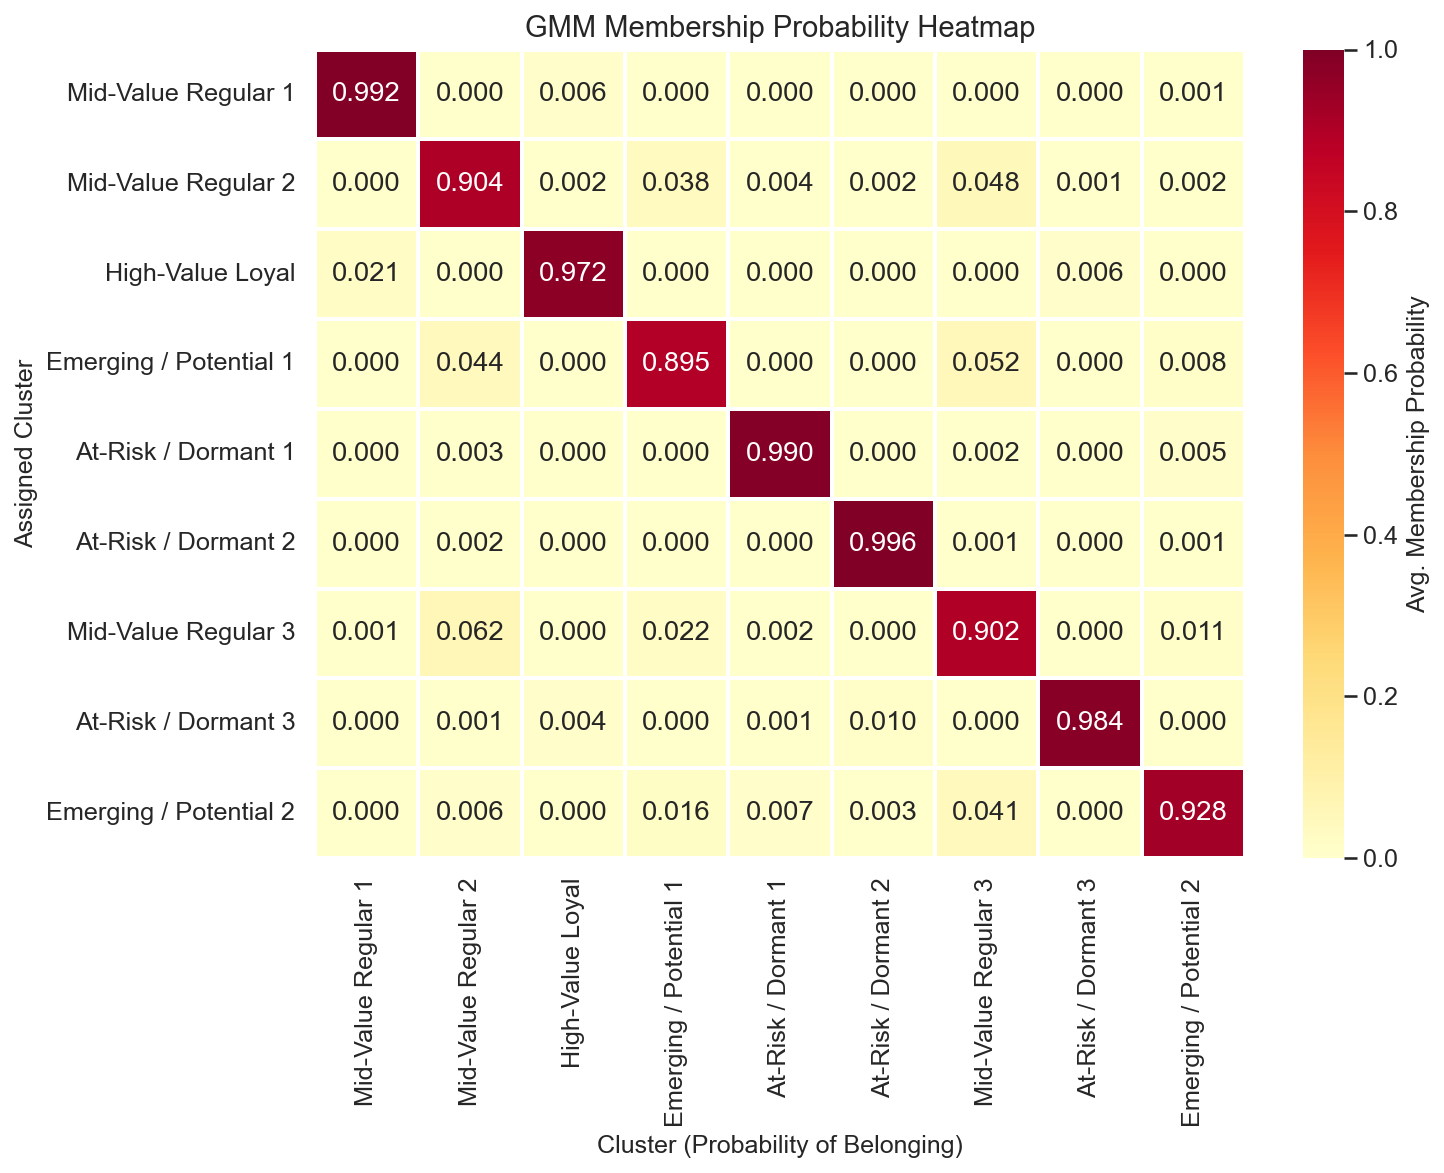 GMM Membership Probability Heatmap
Assigned Cluster
Mid-Value Regular 1 0.992 0.000 0.006 0.000 0.000 0.000 0.000 0.000 0.001
Mid-Value Regular 2 0.000 0.904 0.002 0.038 0.004 0.002 0.048 0.001 0.002
High-Value Loyal 0.021 0.000 0.972 0.000 0.000 0.000 0.000 0.006 0.000
Emerging / Potential 1 0.000 0.044 0.000 0.895 0.000 0.000 0.052 0.000 0.008
At-Risk / Dormant 1 0.000 0.003 0.000 0.000 0.990 0.000 0.002 0.000 0.005
At-Risk / Dormant 2 0.000 0.002 0.000 0.000 0.000 0.996 0.001 0.000 0.001
Mid-Value Regular 3 0.001 0.062 0.000 0.022 0.002 0.000 0.902 0.000 0.011
At-Risk / Dormant 3 0.000 0.001 0.004 0.000 0.001 0.010 0.000 0.984 0.000
Emerging / Potential 2 0.000 0.006 0.000 0.016 0.007 0.003 0.041 0.000 0.928
Mid-Value Regular 1
Mid-Value Regular 2
High-Value Loyal
Emerging / Potential 1
At-Risk / Dormant 1
At-Risk / Dormant 2
Mid-Value Regular 3
At-Risk / Dormant 3
Emerging / Potential 2
Cluster (Probability of Belonging)
1.0
0.8
0.6
0.4
0.2
0.0
Avg. Membership Probability